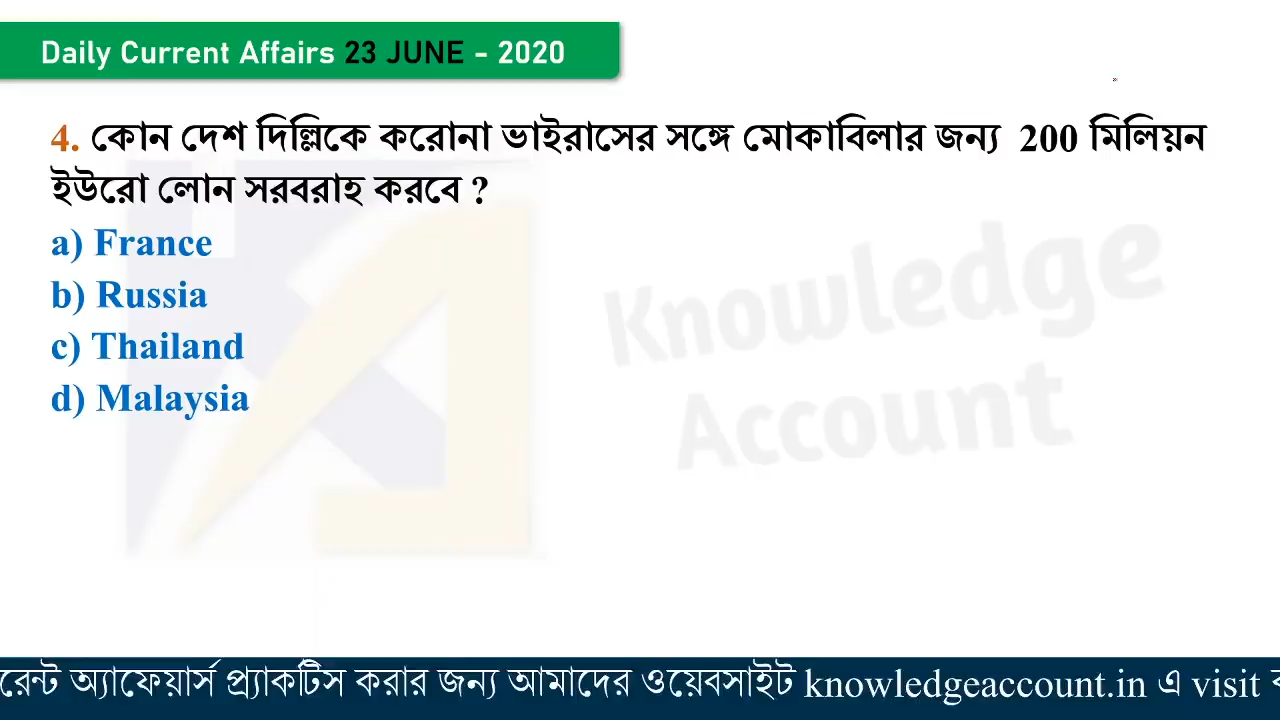 Daily Current Affairs 23 JUNE - 2020
4. কোন দেশ দিল্লিকে করোনা ভাইরাসের সঙ্গে মোকাবিলার জন্য 200 মিলিয়ন
ইউরো লোন সরবরাহ করবে ?
a) France
b) Russia
c) Thailand
d) Malaysia
Knowledge
Account
রেন্ট অ্যাফেয়ার্স প্র্যাকটিস করার জন্য আমাদের ওয়েবসাইট knowledgeaccount.in এ visit